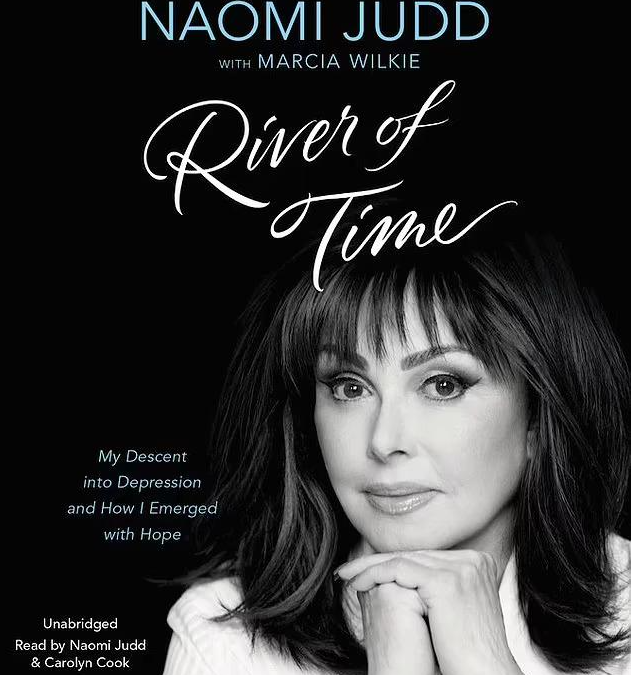 NAOMI JUDD
WITH MARCIA WILKIE
River of
Time
My Descent
into Depression
and How I Emerged
with Hope
Unabridged
Read by Naomi Judd
& Carolyn Cook